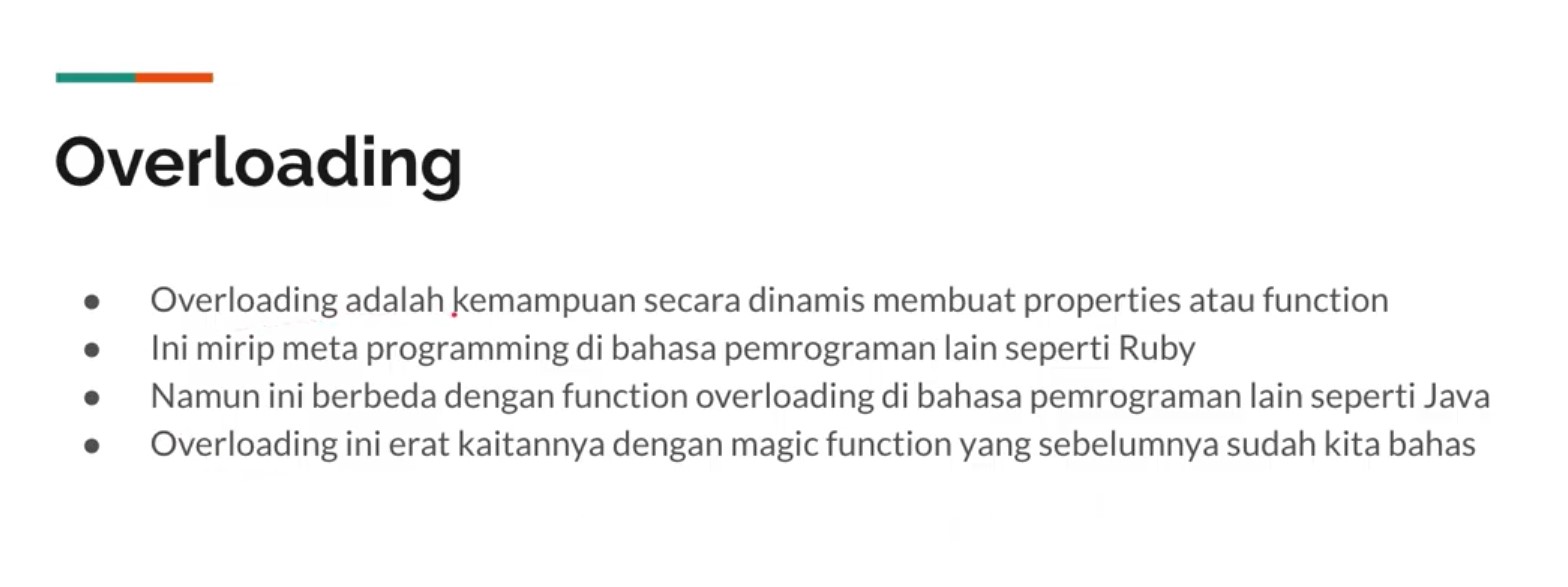 Overloading
● Overloading adalah kemampuan secara dinamis membuat properties atau function
● Ini mirip meta programming di bahasa pemrograman lain seperti Ruby
● Namun ini berbeda dengan function overloading di bahasa pemrograman lain seperti Java
● Overloading ini erat kaitannya dengan magic function yang sebelumnya sudah kita bahas